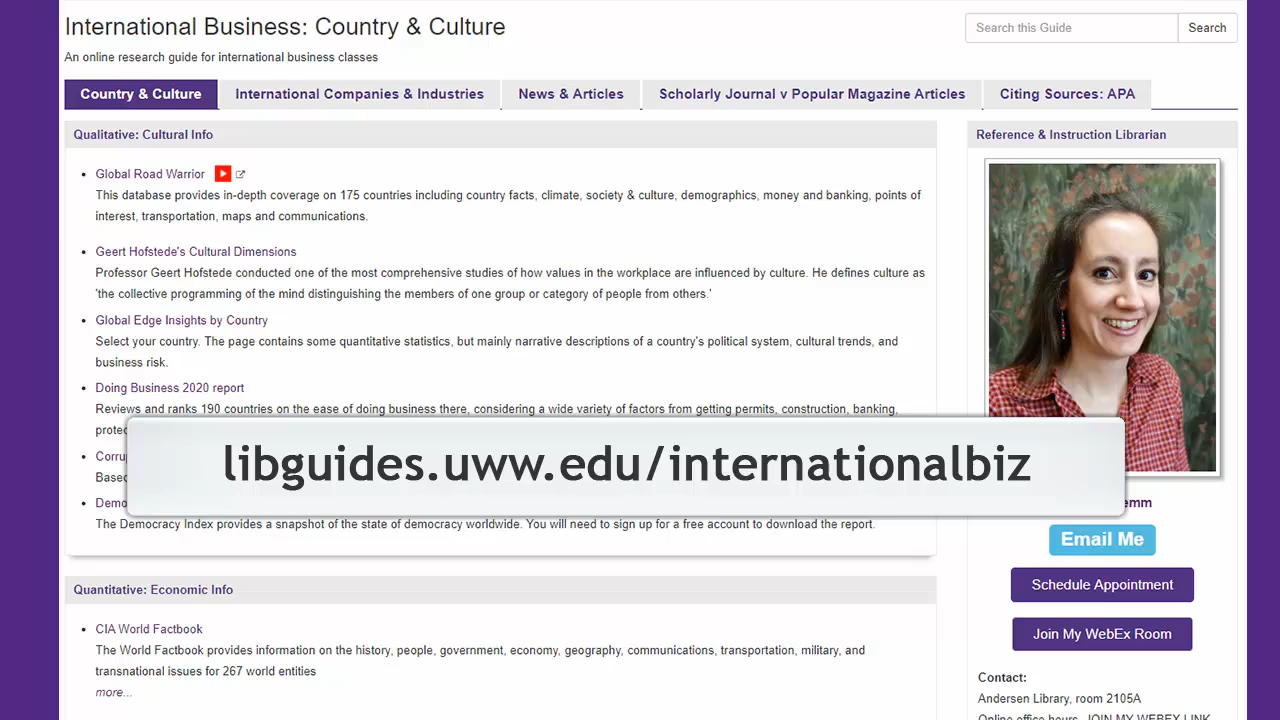 International Business: Country & Culture
Search this Guide
Search
An online research guide for international business classes
Country & Culture
International Companies & Industries
News & Articles
Scholarly Journal v Popular Magazine Articles
Citing Sources: APA
Qualitative: Cultural Info
Global Road Warrior
This database provides in-depth coverage on 175 countries including country facts, climate, society & culture, demographics, money and banking, points of
interest, transportation, maps and communications.
Geert Hofstede's Cultural Dimensions
Professor Geert Hofstede conducted one of the most comprehensive studies of how values in the workplace are influenced by culture. He defines culture as
'the collective programming of the mind distinguishing the members of one group or category of people from others.'
Global Edge Insights by Country
Select your country. The page contains some quantitative statistics, but mainly narrative descriptions of a country's political system, cultural trends, and
business risk.
Doing Business 2020 report
Reviews and ranks 190 countries on the ease of doing business there, considering a wide variety of factors from getting permits, construction, banking,
libguides.uww.edu/internationalbiz
The Democracy Index provides a snapshot of the state of democracy worldwide. You will need to sign up for a free account to download the report.
Quantitative: Economic Info
CIA World Factbook
The World Factbook provides information on the history, people, government, economy, geography, communications, transportation, military, and
transnational issues for 267 world entities
more...
Reference & Instruction Librarian
Email Me
Schedule Appointment
Join My WebEx Room
Contact:
Andersen Library, room 2105A
Online office hours, JOIN MY WEBEX LINK